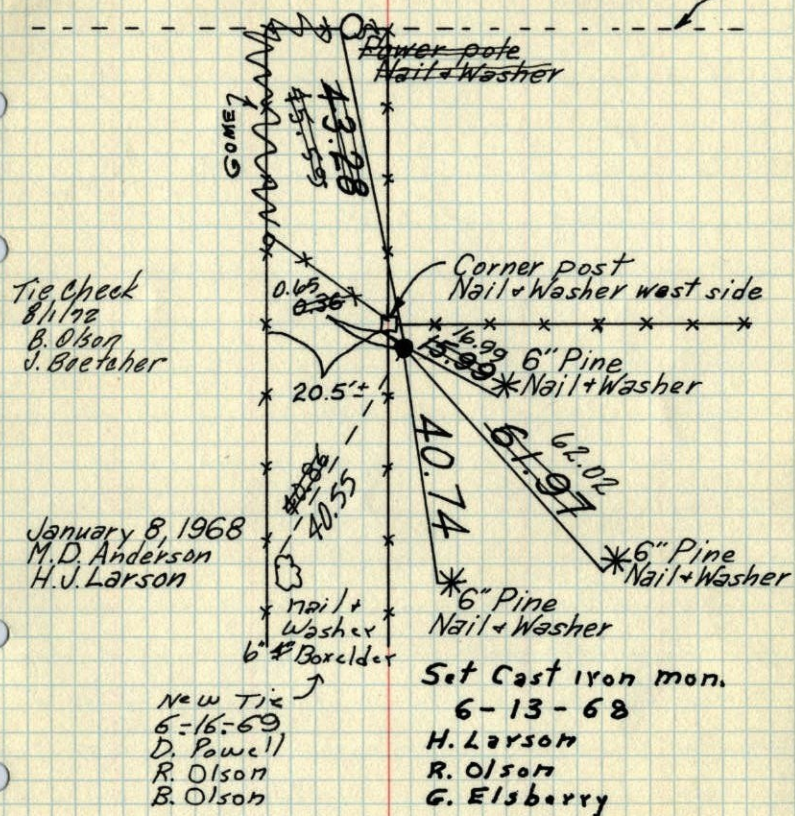 Power pole
Nail & Washer
GONE
45.59
43.28
Corner post
Nail & Washer west side
Tie Check
8/1/72
B. Olson
J. Boetcher
0.65
0.36
16.99
15.99
6" Pine
Nail & Washer
20.5'±
40.86
40.55
40.74
62.02
61.97
January 8, 1968
M.D. Anderson
H.J. Larson
6" Pine
Nail & Washer
6" Pine
Nail & Washer
nail &
Washer
6" 4" Boxelder
New Tie
6-16-69
D. Powell
R. Olson
B. Olson
Set Cast iron mon.
6-13-68
H. Larson
R. Olson
G. Elsberry